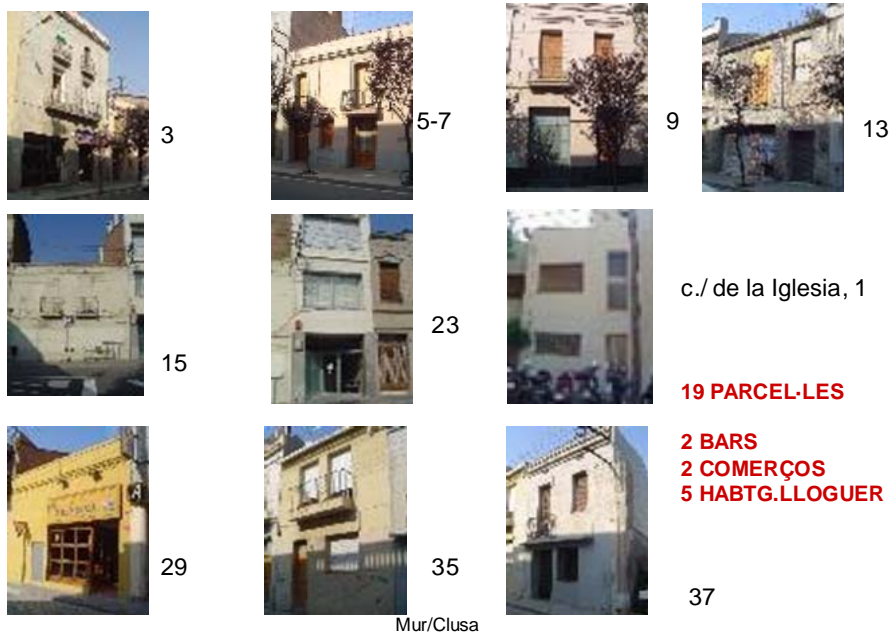 3
5-7
9
13
15
23
c./ de la Iglesia, 1
19 PARCEL·LES
2 BARS
2 COMERÇOS
5 HABTG.LLOGUER
29
35
37
Mur/Clusa